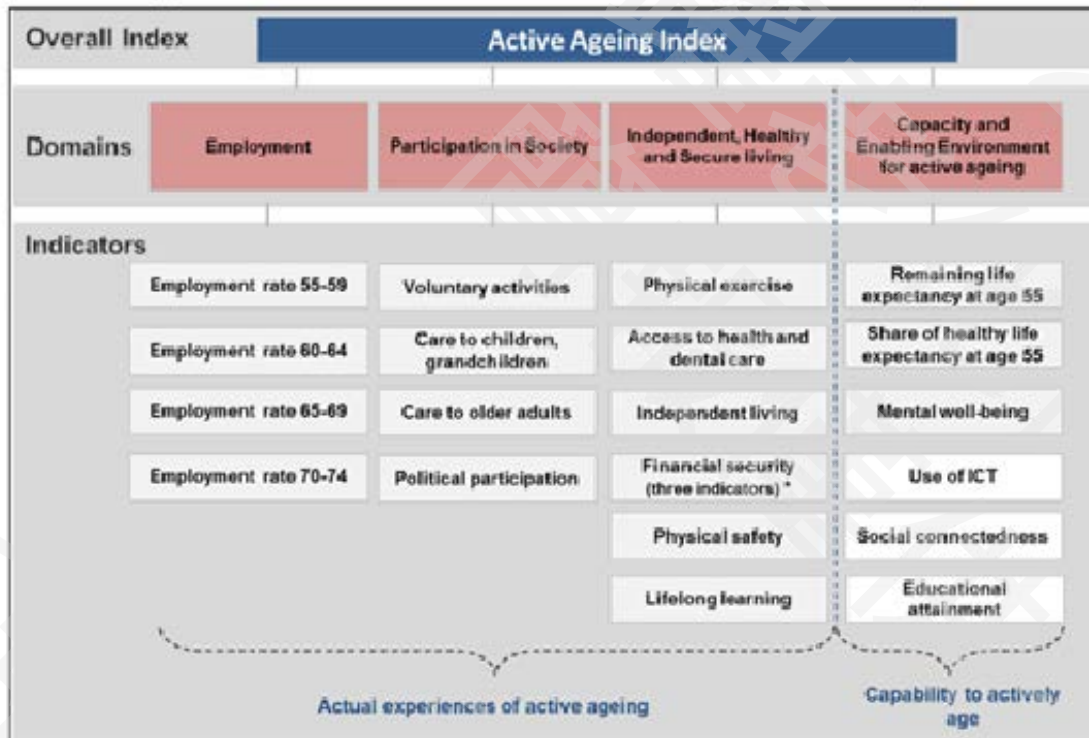 Overall Index
Active Ageing Index
Domains
Employment
Participation in Society
Independent, Healthy
and Secure living
Capacity and
Enabling Environment
for active ageing
Indicators
Employment rate 55-59
Employment rate 60-64
Employment rate 65-69
Employment rate 70-74
Voluntary activities
Care to children,
grandchildren
Care to older adults
Political participation
Physical exercise
Access to health and
dental care
Independent living
Financial security
(three indicators) *
Physical safety
Lifelong learning
Remaining life
expectancy at age 55
Share of healthy life
expectancy at age 55
Mental well-being
Use of ICT
Social connectedness
Educational
attainment
Actual experiences of active ageing
Capability to actively
age